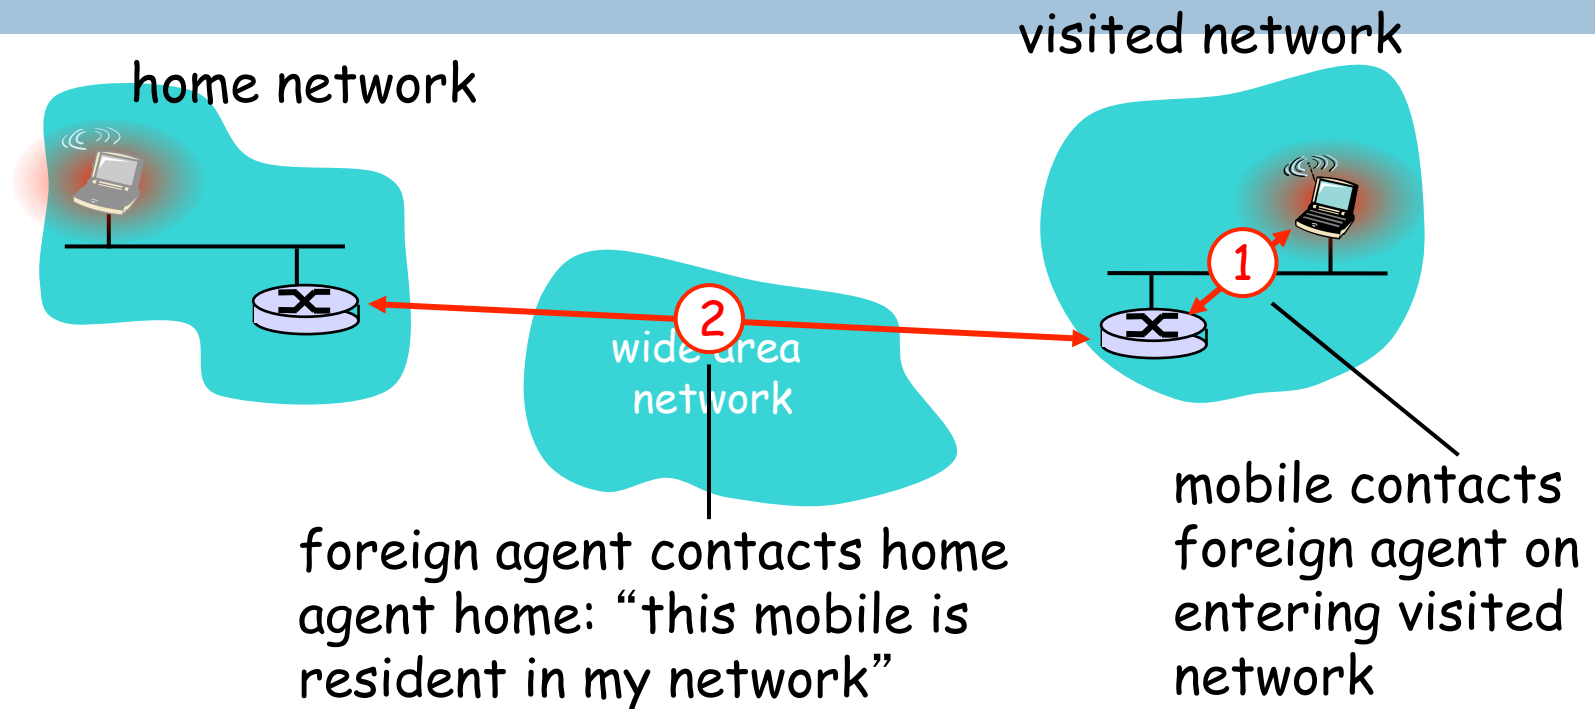 visited network
home network
1
2
wide area
network
foreign agent contacts home
agent home: “this mobile is
resident in my network”
mobile contacts
foreign agent on
entering visited
network